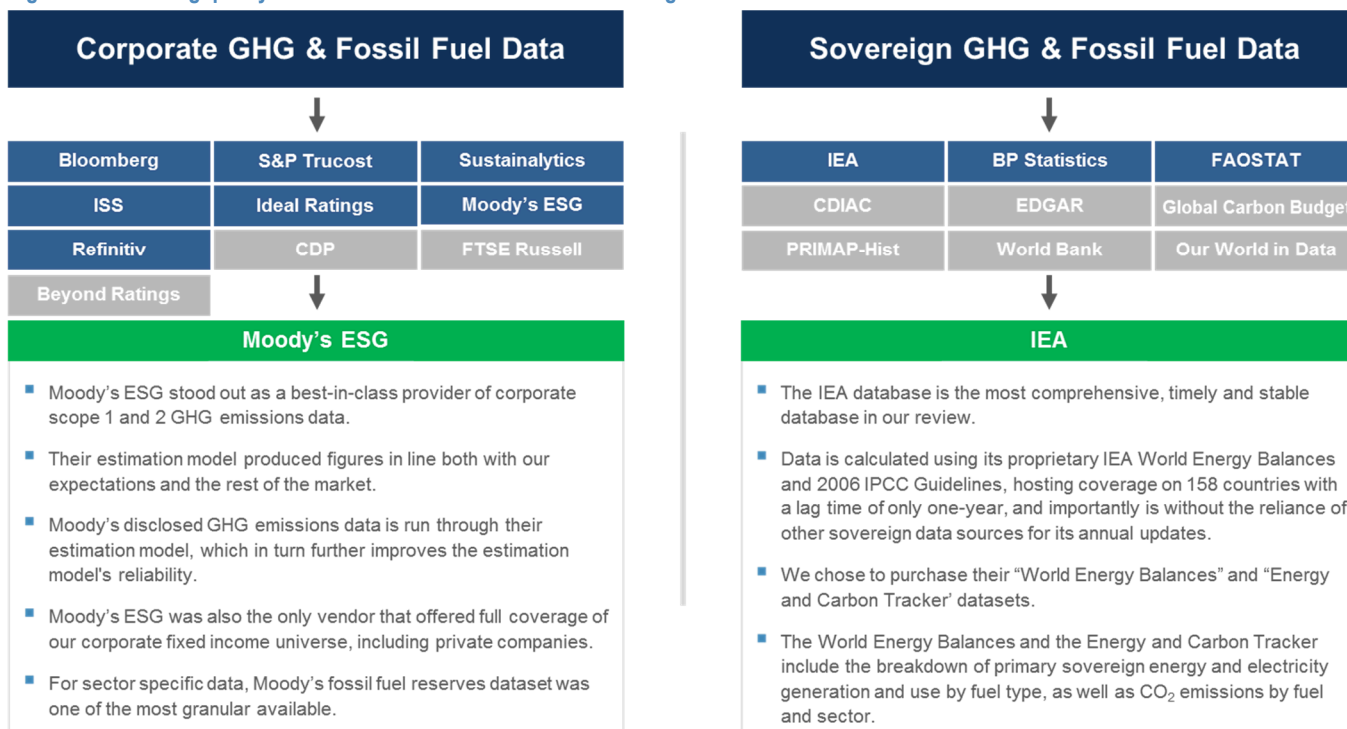 Corporate GHG & Fossil Fuel Data
Bloomberg
S&P Trucost
Sustainalytics
ISS
Ideal Ratings
Moody's ESG
Refinitiv
CDP
FTSE Russell
Beyond Ratings
Moody's ESG
Moody's ESG stood out as a best-in-class provider of corporate
scope 1 and 2 GHG emissions data.
Their estimation model produced figures in line both with our
expectations and the rest of the market.
Moody's disclosed GHG emissions data is run through their
estimation model, which in turn further improves the estimation
model's reliability.
Moody's ESG was also the only vendor that offered full coverage of
our corporate fixed income universe, including private companies.
For sector specific data, Moody's fossil fuel reserves dataset was
one of the most granular available.
Sovereign GHG & Fossil Fuel Data
IEA
BP Statistics
FAOSTAT
CDIAC
EDGAR
Global Carbon Budget
PRIMAP-Hist
World Bank
Our World in Data
IEA
The IEA database is the most comprehensive, timely and stable
database in our review.
Data is calculated using its proprietary IEA World Energy Balances
and 2006 IPCC Guidelines, hosting coverage on 158 countries with
a lag time of only one-year, and importantly is without the reliance of
other sovereign data sources for its annual updates.
We chose to purchase their “World Energy Balances” and “Energy
and Carbon Tracker’ datasets.
The World Energy Balances and the Energy and Carbon Tracker
include the breakdown of primary sovereign energy and electricity
generation and use by fuel type, as well as CO₂ emissions by fuel
and sector.